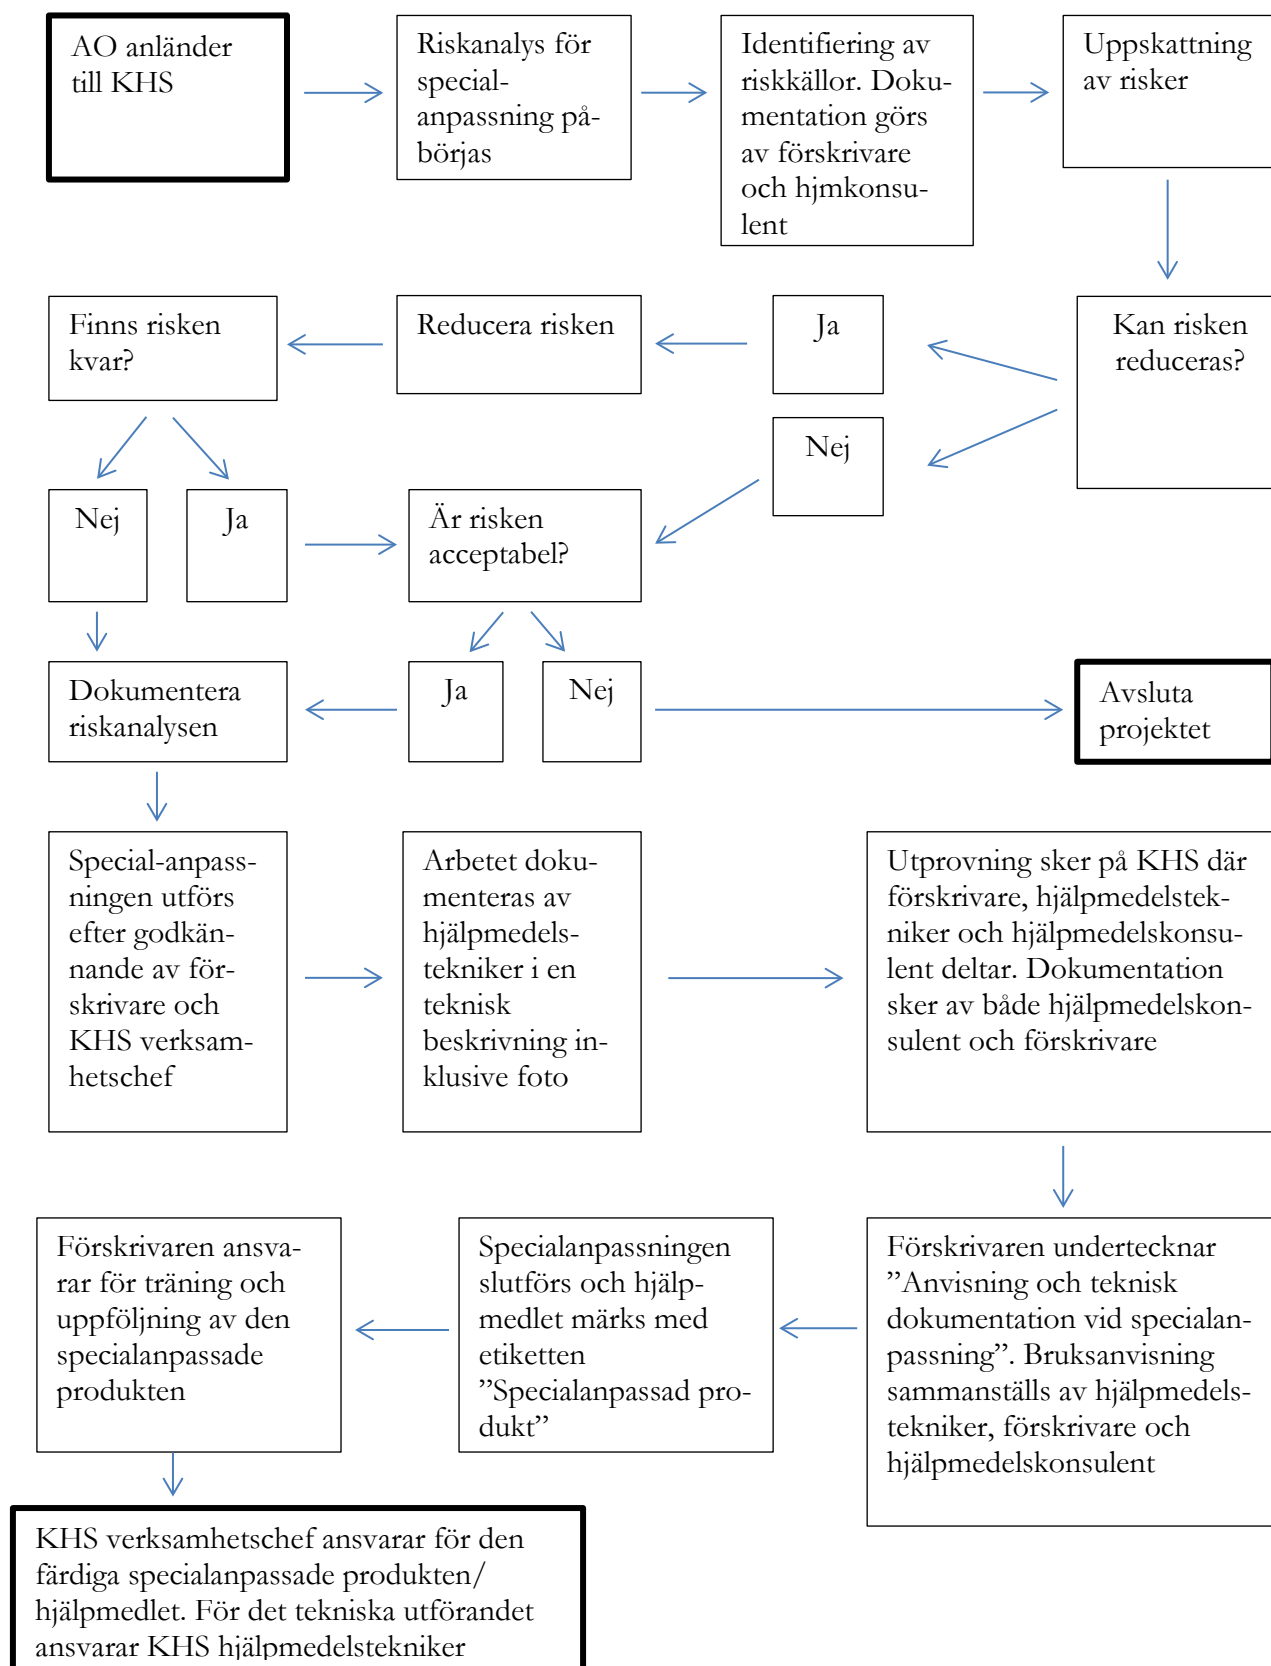 AO anländer
till KHS
Riskanalys för
special-
anpassning på-
börjas
Identifiering av
riskkällor. Doku-
mentation görs
av förskrivare
och hjmkonsu-
lent
Uppskattning
av risker
Kan risken
reduceras?
Ja
Nej
Reducera risken
Finns risken
kvar?
Nej
Ja
Är risken
acceptabel?
Ja
Nej
Avsluta
projektet
Dokumentera
riskanalysen
Special-anpass-
ningen utförs
efter godkän-
nande av för-
skrivare och
KHS verksam-
hetschef
Arbetet doku-
menteras av
hjälpmedels-
tekniker i en
teknisk
beskrivning in-
klusive foto
Utprovning sker på KHS där
förskrivare, hjälpmedelstek-
niker och hjälpmedelskonsu-
lent deltar. Dokumentation
sker av både hjälpmedelskon-
sulent och förskrivare
Förskrivaren undertecknar
”Anvisning och teknisk
dokumentation vid specialan-
passning”. Bruksanvisning
sammanställs av hjälpmedels-
tekniker, förskrivare och
hjälpmedelskonsulent
Specialanpassningen
slutförs och hjälp-
medlet märks med
etiketten
”Specialanpassad pro-
dukt”
Förskrivaren ansva-
rar för träning och
uppföljning av den
specialanpassade
produkten
KHS verksamhetschef ansvarar för den
färdiga specialanpassade produkten/
hjälpmedlet. För det tekniska utförandet
ansvarar KHS hjälpmedelstekniker